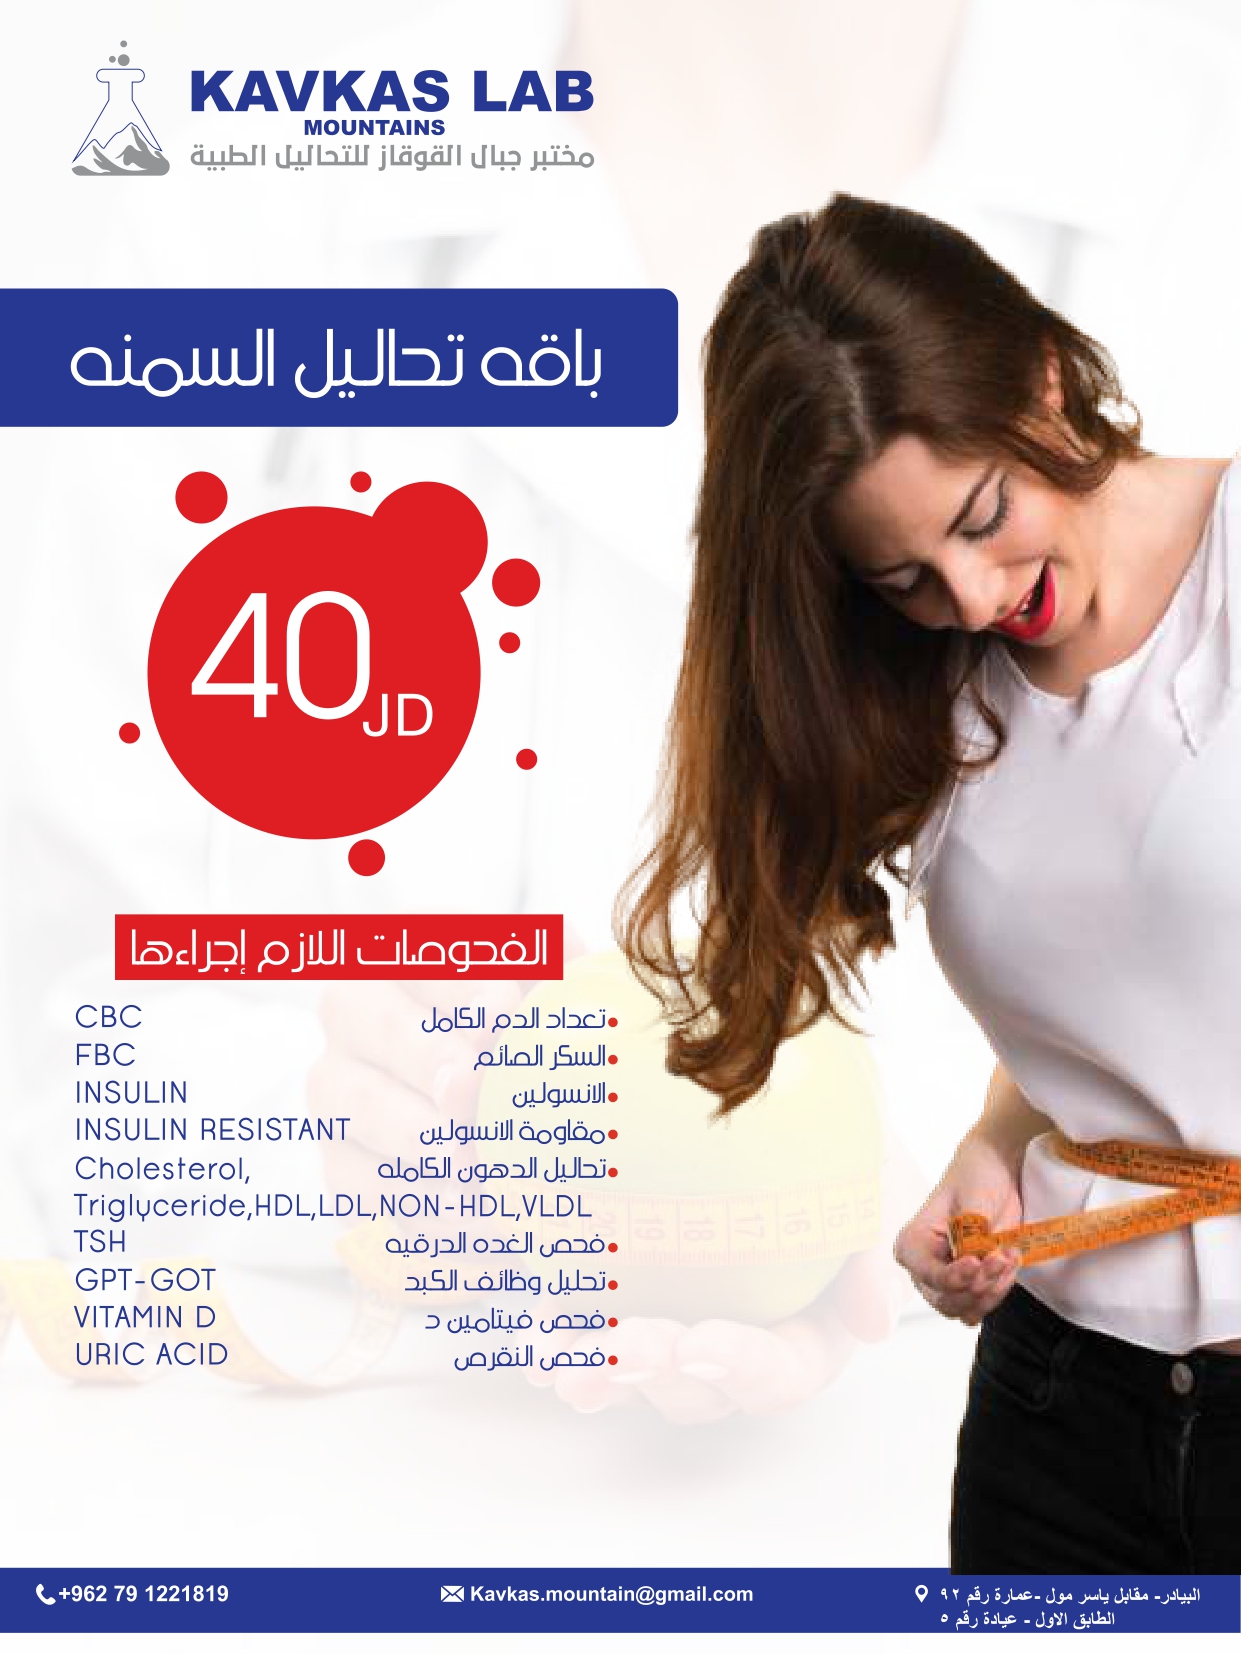 KAVKAS LAB
MOUNTAINS
مختبر جبال القوقاز للتحاليل الطبية
باقه تحاليل السمنه
40 JD
الفحوصات اللازم إجراءها
CBC •تعداد الدم الكامل
FBC •السكر الصائم
INSULIN •الانسولين
INSULIN RESISTANT •مقاومة الانسولين
Cholesterol, •تحاليل الدهون الكامله
Triglyceride,HDL,LDL,NON-HDL,VLDL
TSH •فحص الغده الدرقيه
GPT-GOT •تحليل وظائف الكبد
VITAMIN D •فحص فيتامين د
URIC ACID •فحص النقرص
+962 79 1221819
Kavkas.mountain@gmail.com
البيادر- مقابل ياسر مول -عمارة رقم ٩٢
الطابق الاول - عيادة رقم ٥